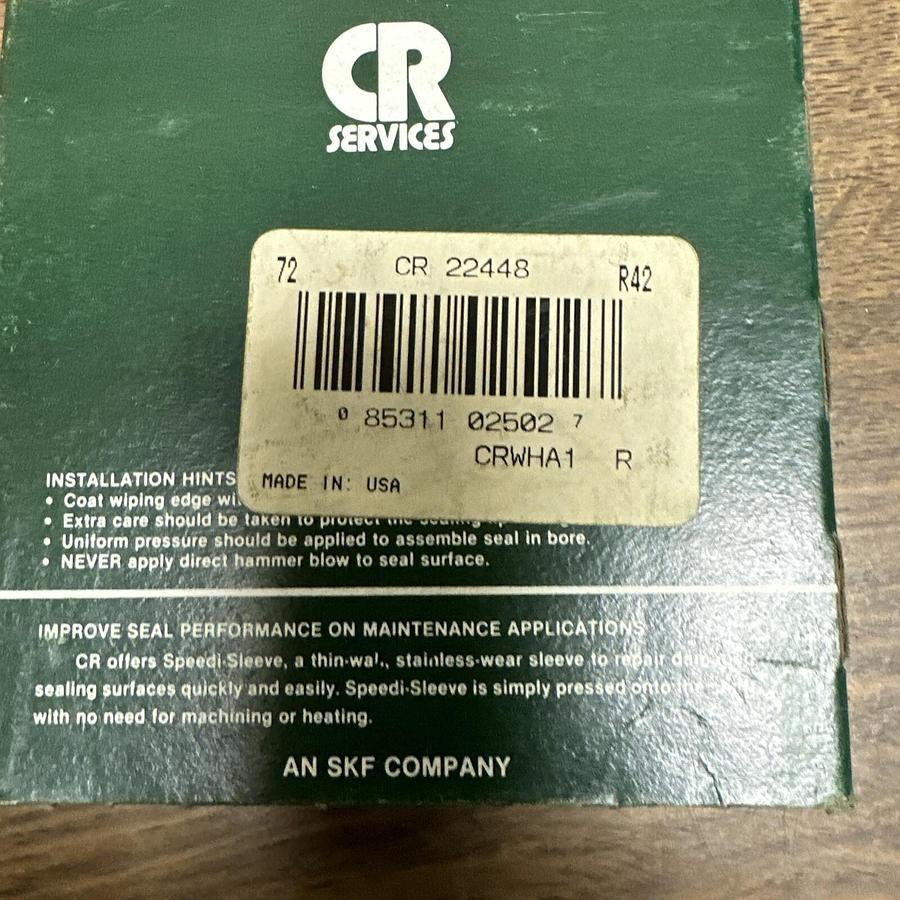 CR
SERVICES
72 CR 22448 R42
0 85311 02502 7
CRWHA1 R
MADE IN: USA
INSTALLATION HINTS
• Coat wiping edge
• Extra care should be taken to protect the sealing
• Uniform pressure should be applied to assemble seal in bore.
• NEVER apply direct hammer blow to seal surface.
IMPROVE SEAL PERFORMANCE ON MAINTENANCE APPLICATIONS
CR offers Speedi-Sleeve, a thin-wall, stainless-wear sleeve to repair
sealing surfaces quickly and easily. Speedi-Sleeve is simply pressed onto the
with no need for machining or heating.
AN SKF COMPANY